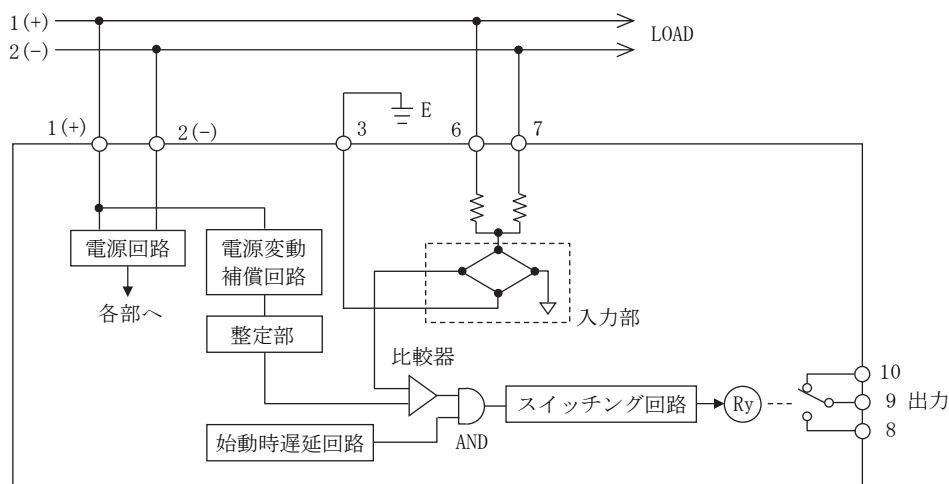 1(+)
2(-)
LOAD
E
1(+)
2(-)
3
6
7
電源回路
各部へ
電源変動
補償回路
整定部
入力部
比較器
AND
始動時遅延回路
スイッチング回路
Ry
10
9 出力
8